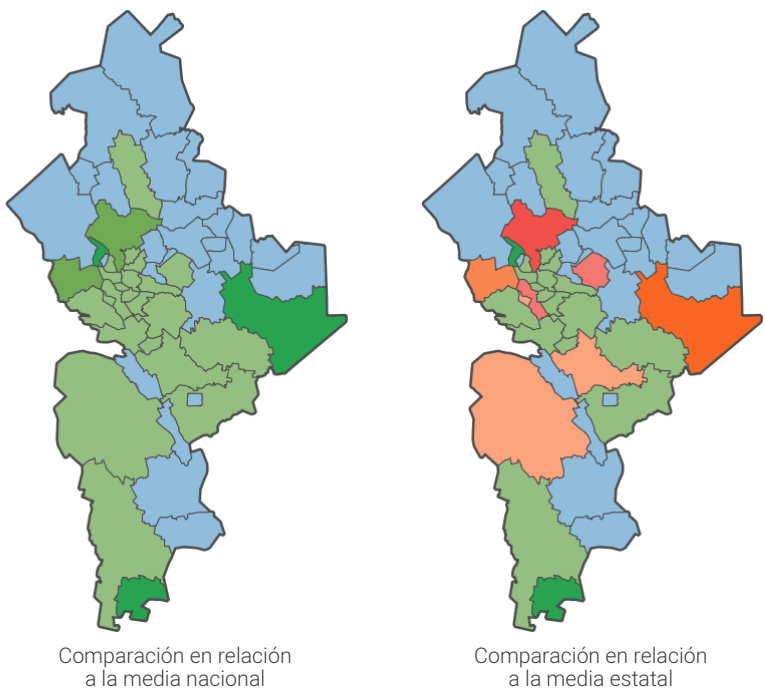 Comparación en relación
a la media nacional
Comparación en relación
a la media estatal